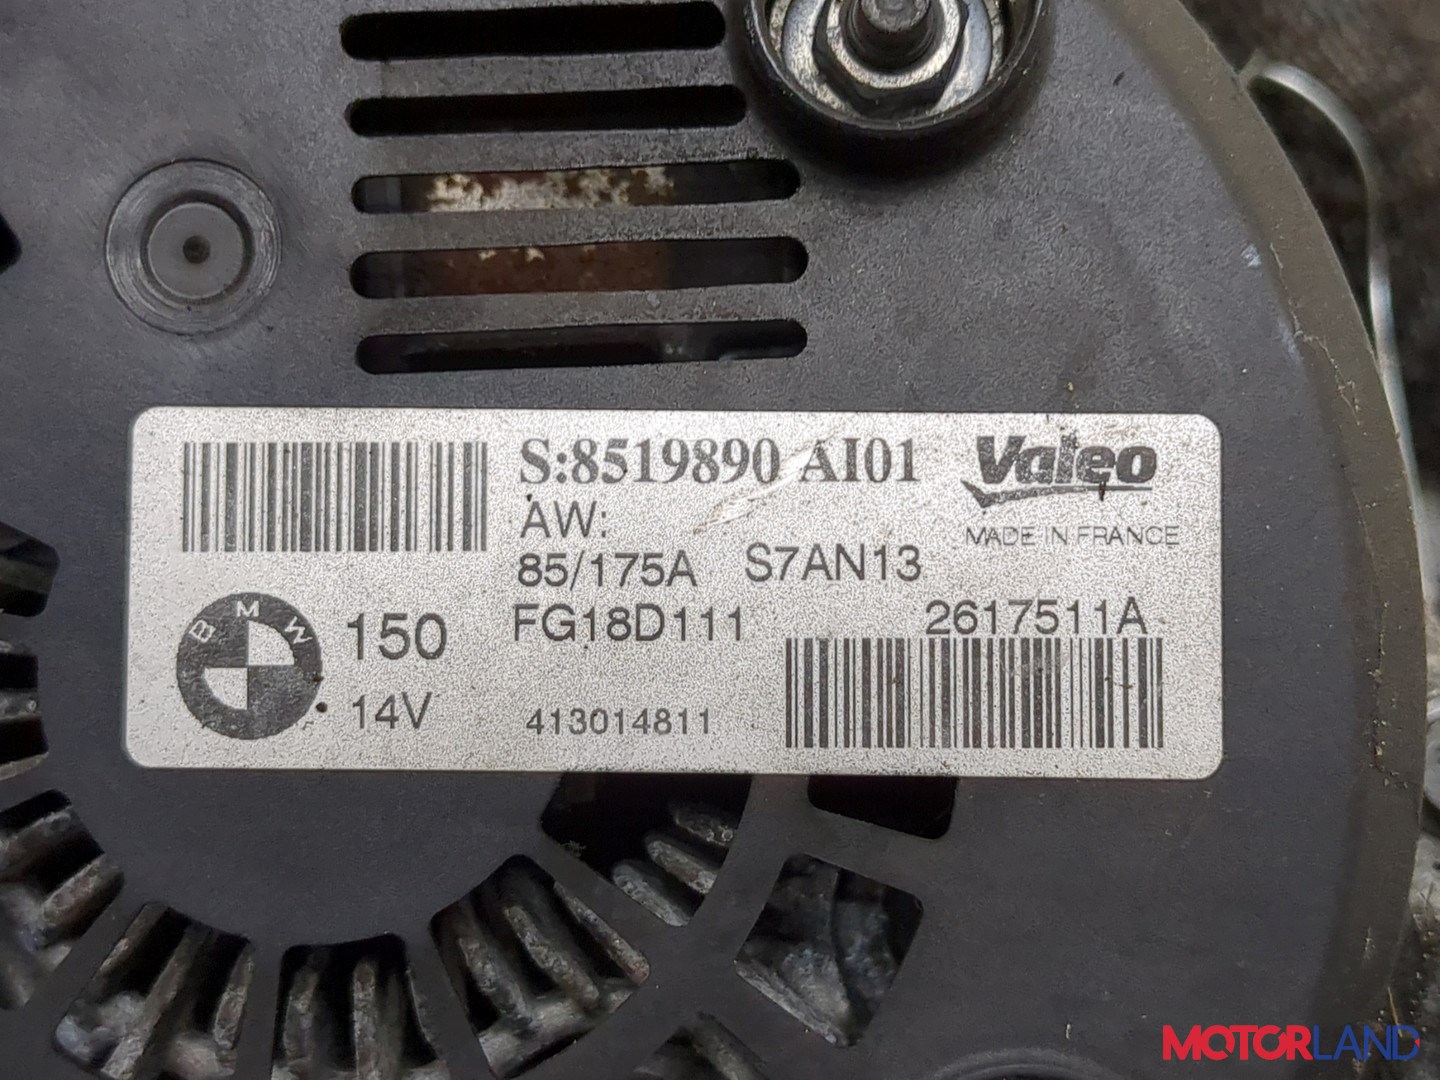 S:8519890 AI01
Valeo
MADE IN FRANCE
AW:
85/175A S7AN13
FG18D111 2617511A
BMW
150
14V
413014811
MOTORLAND